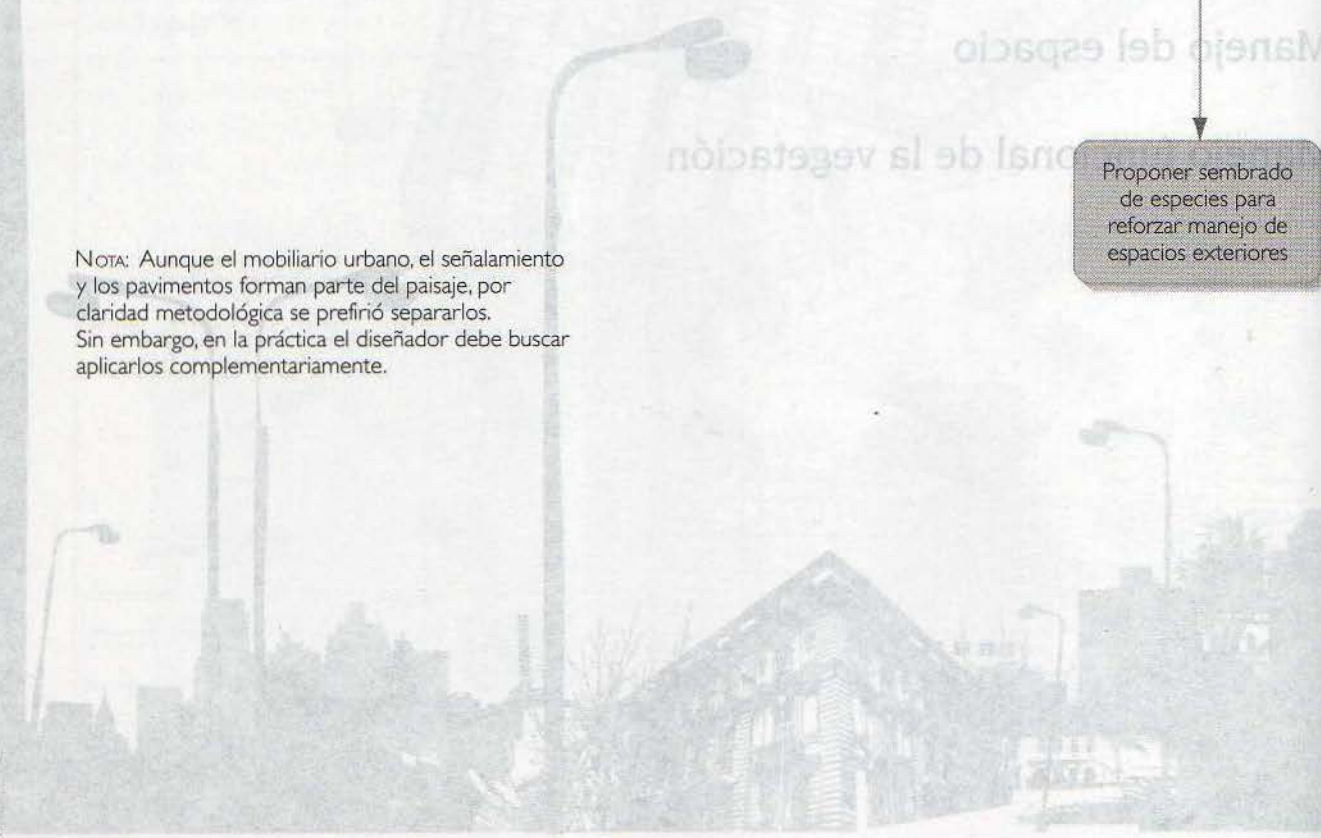 Manejo del espacio
onal de la vegetación
Proponer sembrado
de especies para
reforzar manejo de
espacios exteriores
NOTA: Aunque el mobiliario urbano, el señalamiento
y los pavimentos forman parte del paisaje, por
claridad metodológica se prefirió separarlos.
Sin embargo, en la práctica el diseñador debe buscar
aplicarlos complementariamente.